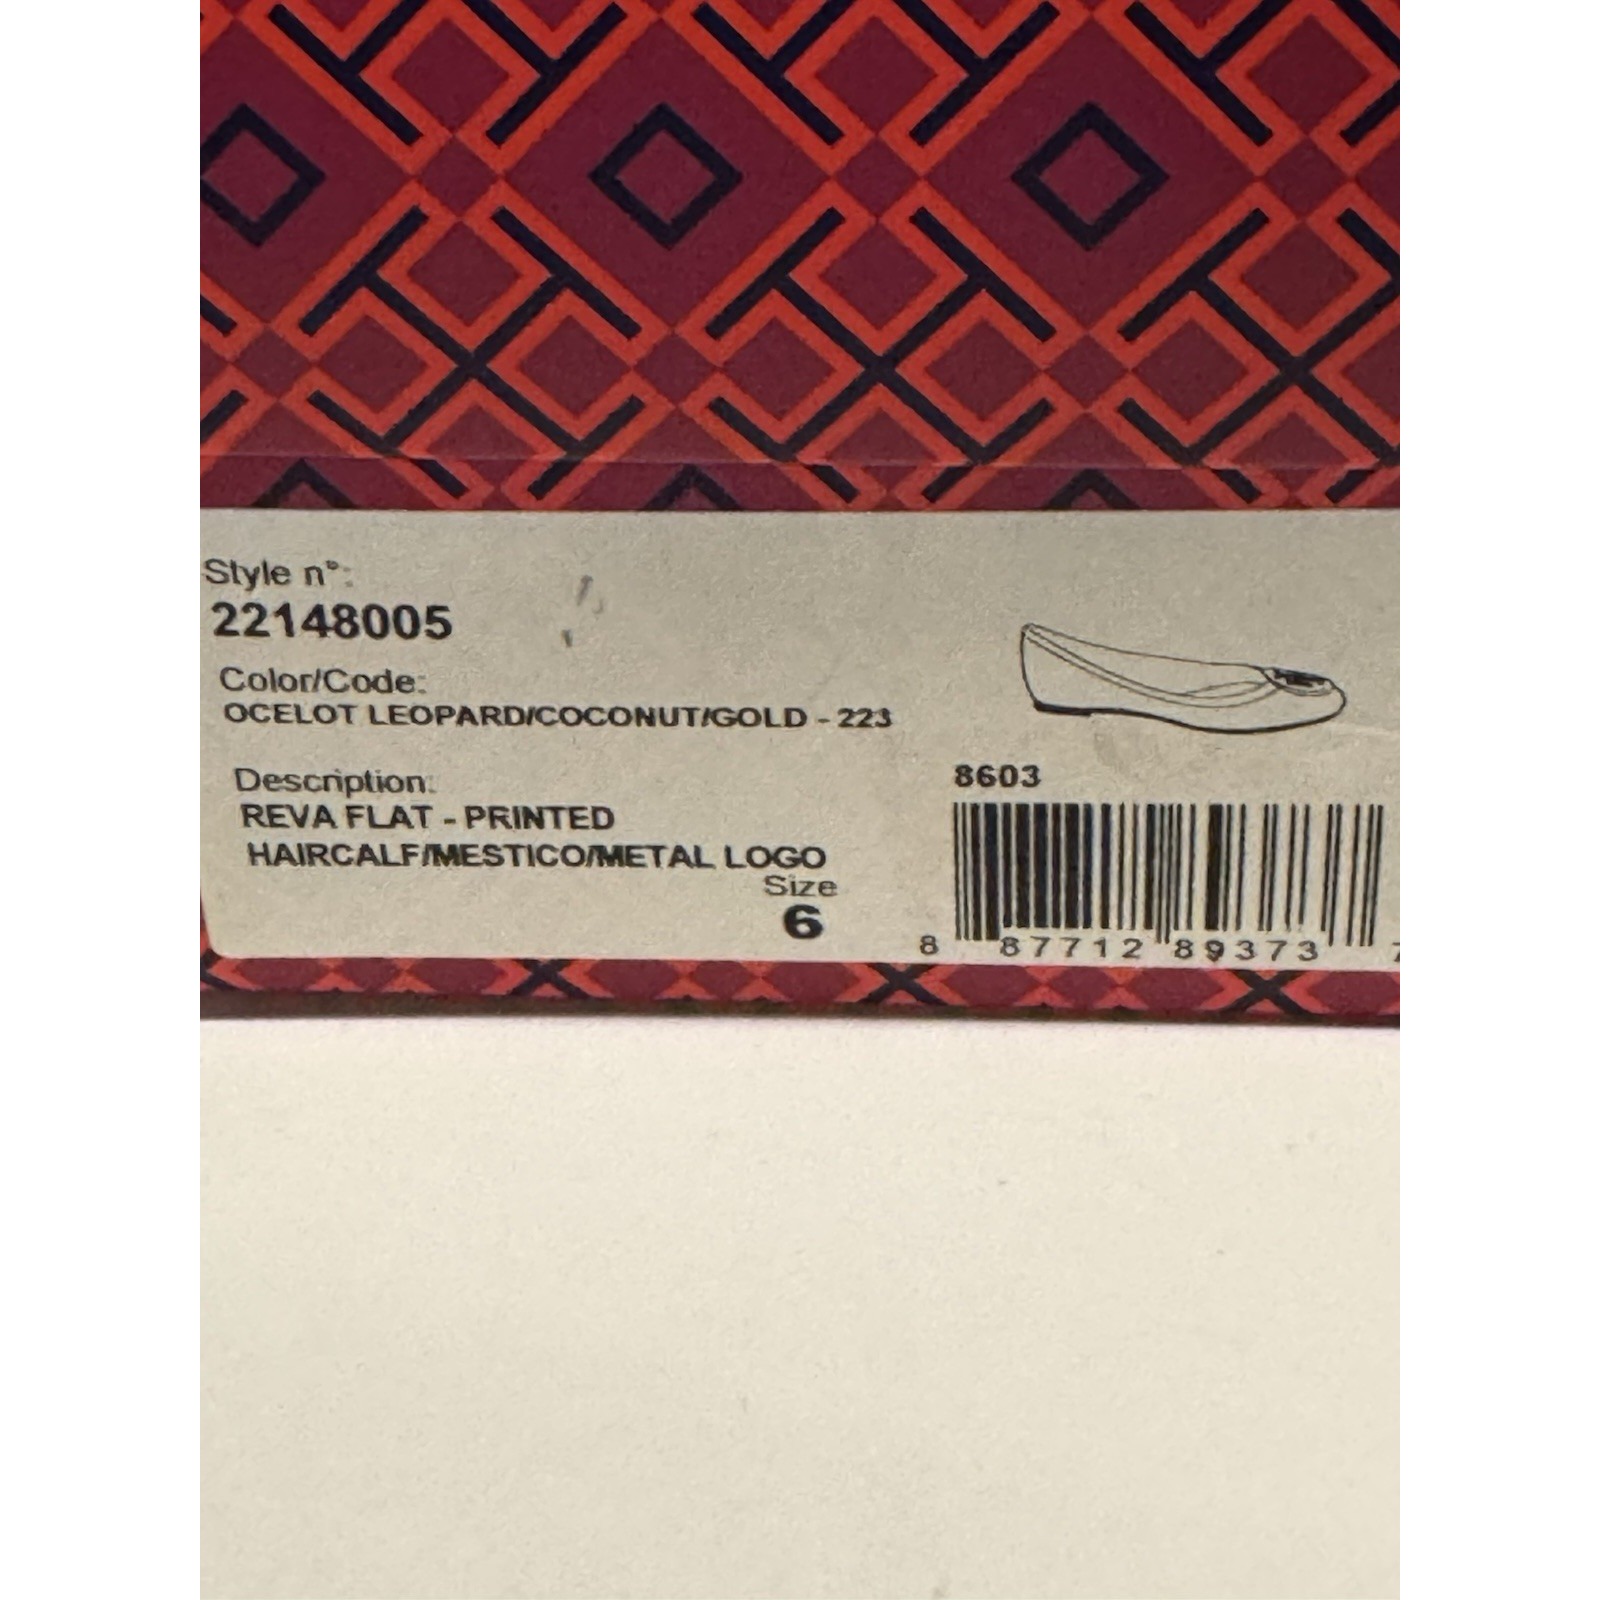 Style n°:
22148005
Color/Code:
OCELOT LEOPARD/COCONUT/GOLD - 223
Description:
REVA FLAT - PRINTED
HAIRCALF/MESTICO/METAL LOGO
Size
6
8603
8 87712 89373 7